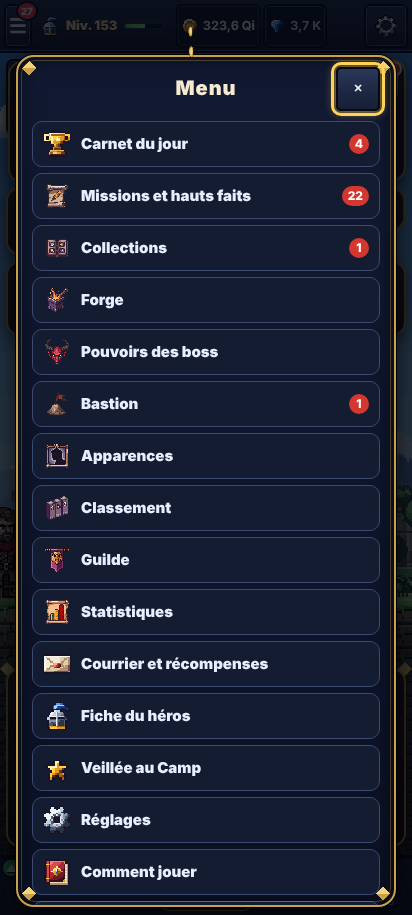 27
Niv. 153
323,6 Qi
3,7 K
Menu
×
Carnet du jour
4
Missions et hauts faits
22
Collections
1
Forge
Pouvoirs des boss
Bastion
1
Apparences
Classement
Guilde
Statistiques
Courrier et récompenses
Fiche du héros
Veillée au Camp
Réglages
Comment jouer